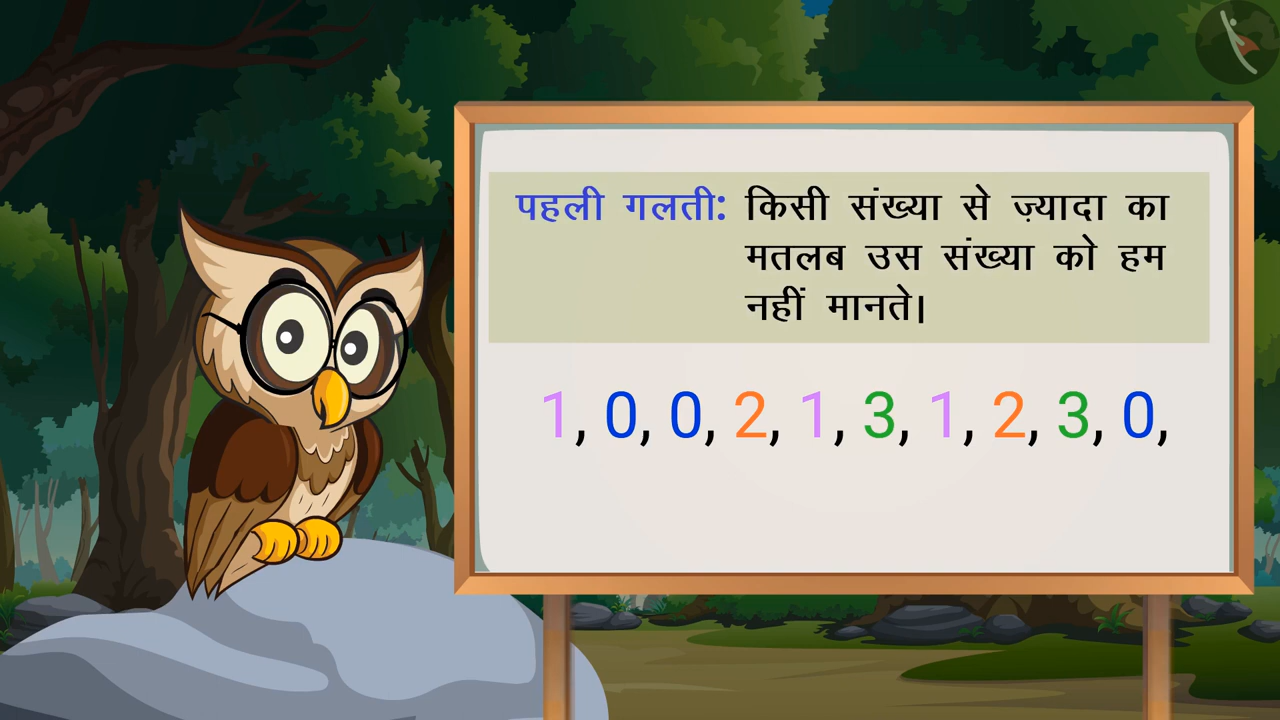 पहली गलती: किसी संख्या से ज़्यादा का
मतलब उस संख्या को हम
नहीं मानते।
1, 0, 0, 2, 1, 3, 1, 2, 3, 0,